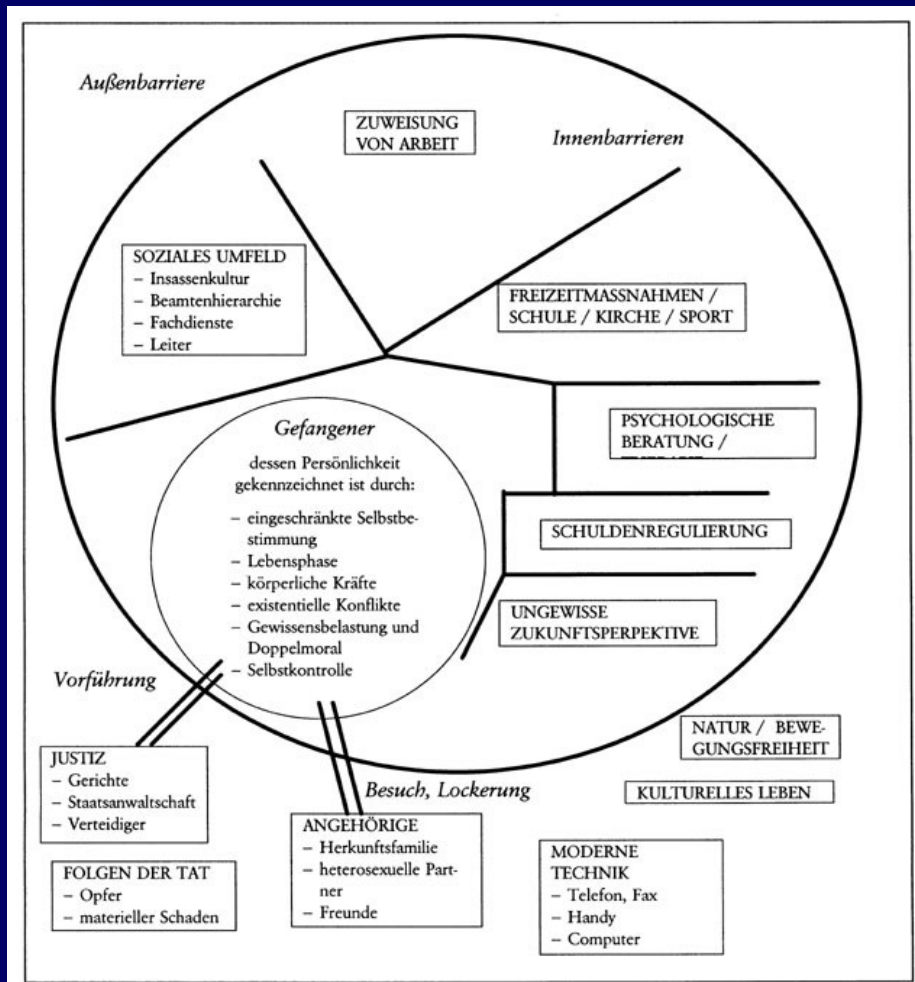 Außenbarriere
ZUWEISUNG
VON ARBEIT
Innenbarrieren
SOZIALES UMFELD
– Insassenkultur
– Beamtenhierarchie
– Fachdienste
– Leiter
FREIZEITMASSNAHMEN /
SCHULE / KIRCHE / SPORT
PSYCHOLOGISCHE
BERATUNG /
Gefangener
dessen Persönlichkeit
gekennzeichnet ist durch:
– eingeschränkte Selbstbe-
stimmung
– Lebensphase
– körperliche Kräfte
– existentielle Konflikte
– Gewissensbelastung und
Doppelmoral
– Selbstkontrolle
SCHULDENREGULIERUNG
UNGEWISSE
ZUKUNFTSPERPEKTIVE
Vorführung
JUSTIZ
– Gerichte
– Staatsanwaltschaft
– Verteidiger
Besuch, Lockerung
NATUR / BEWE-
GUNGSFREIHEIT
KULTURELLES LEBEN
FOLGEN DER TAT
– Opfer
– materieller Schaden
ANGEHÖRIGE
– Herkunftsfamilie
– heterosexuelle Part-
ner
– Freunde
MODERNE
TECHNIK
– Telefon, Fax
– Handy
– Computer